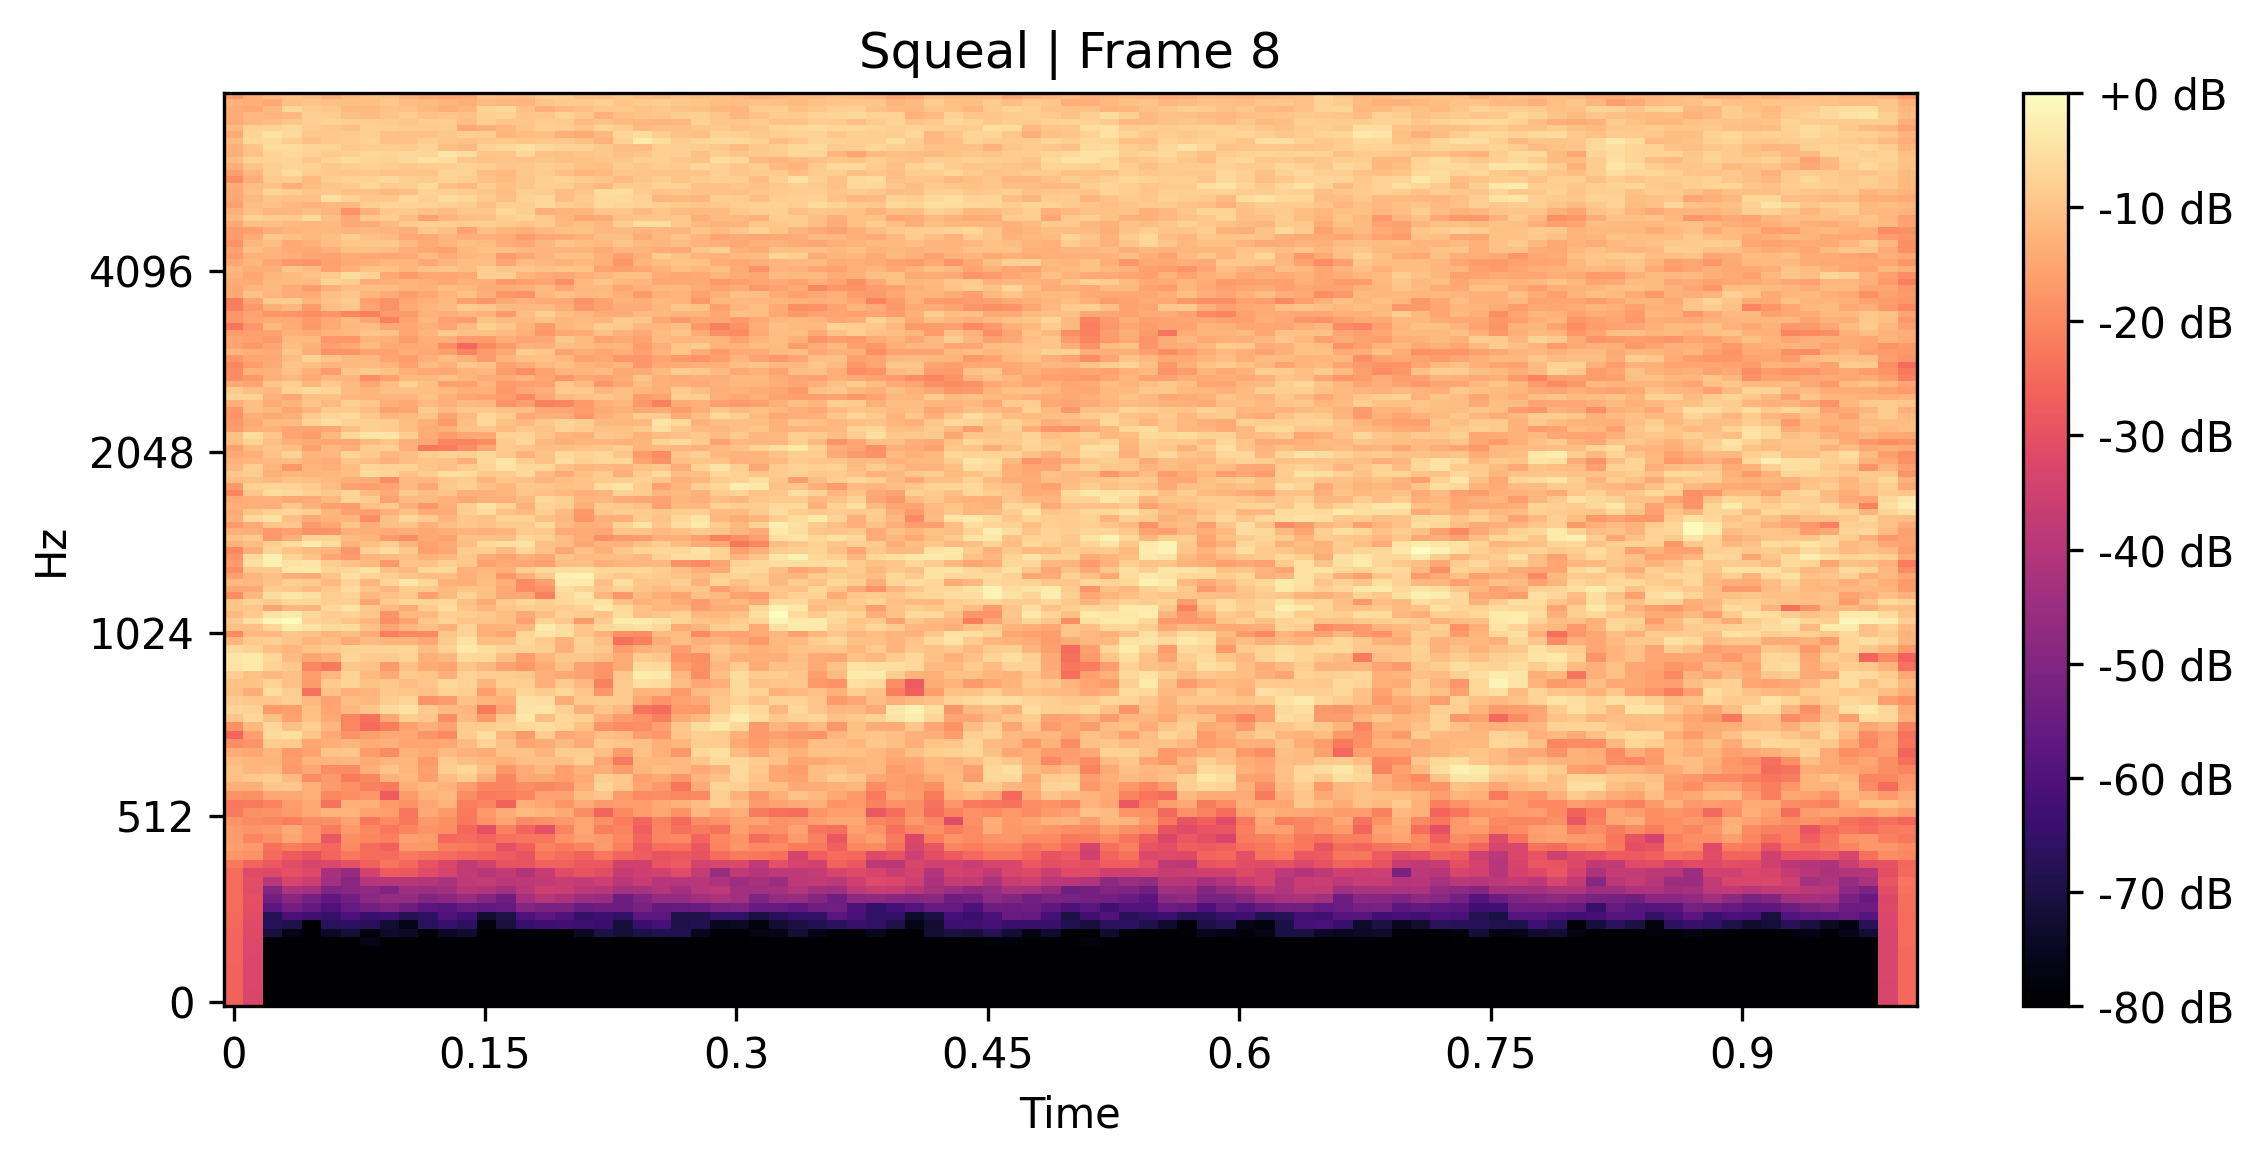 Squeal | Frame 8
Hz
4096
2048
1024
512
0
0 0.15 0.3 0.45 0.6 0.75 0.9
Time
+0 dB
-10 dB
-20 dB
-30 dB
-40 dB
-50 dB
-60 dB
-70 dB
-80 dB